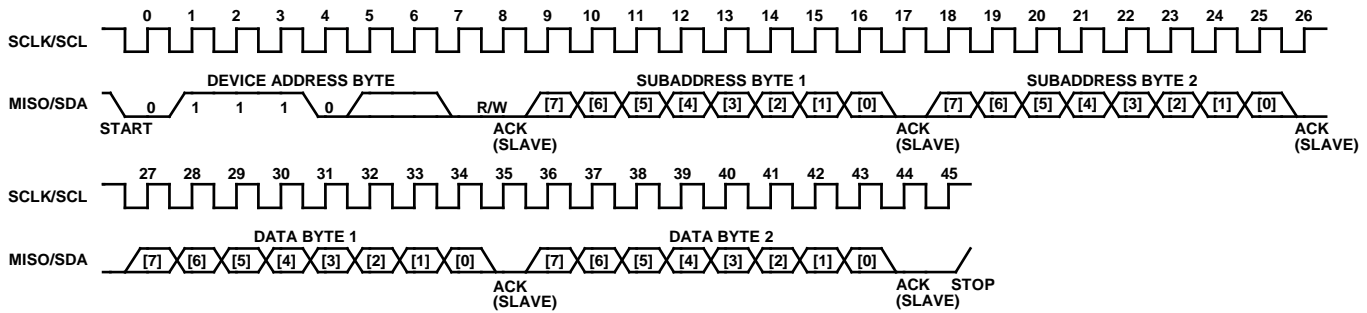 0 1 2 3 4 5 6 7 8 9 10 11 12 13 14 15 16 17 18 19 20 21 22 23 24 25 26
SCLK/SCL
DEVICE ADDRESS BYTE SUBADDRESS BYTE 1 SUBADDRESS BYTE 2
MISO/SDA 0 1 1 1 0 R/W [7] [6] [5] [4] [3] [2] [1] [0] [7] [6] [5] [4] [3] [2] [1] [0]
START ACK (SLAVE) ACK (SLAVE) ACK (SLAVE)
27 28 29 30 31 32 33 34 35 36 37 38 39 40 41 42 43 44 45
SCLK/SCL
DATA BYTE 1 DATA BYTE 2
MISO/SDA [7] [6] [5] [4] [3] [2] [1] [0] [7] [6] [5] [4] [3] [2] [1] [0]
ACK (SLAVE) ACK (SLAVE) STOP